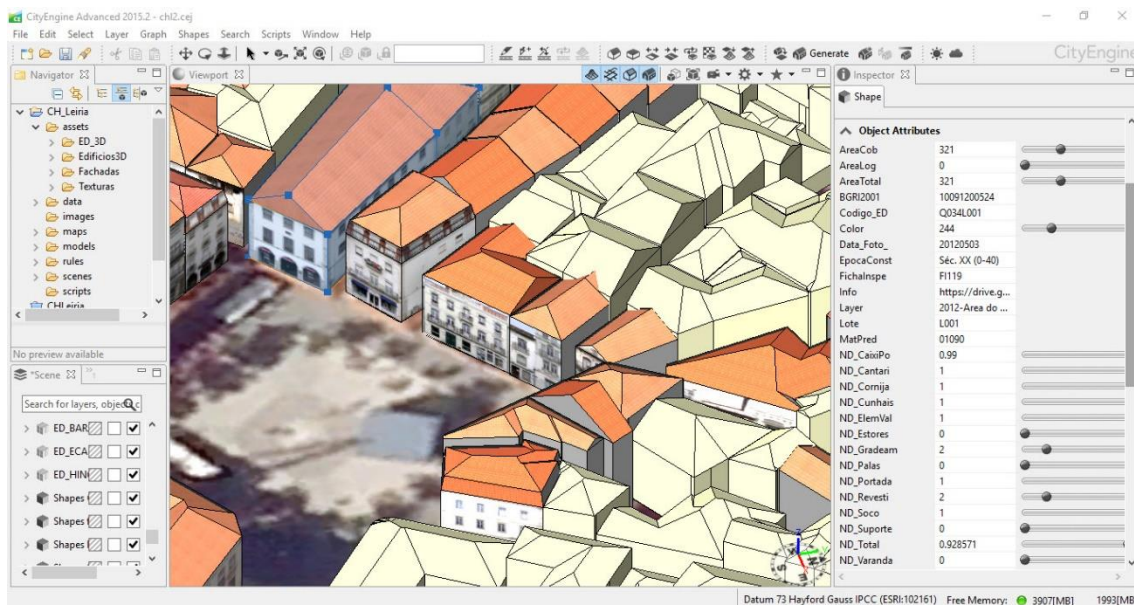 CityEngine Advanced 2015.2 - chl2.cej
File Edit Select Layer Graph Shapes Search Scripts Window Help
Generate
CityEngine
Navigator
CH_Leiria
assets
ED_3D
Edificios3D
Fachadas
Texturas
data
images
maps
models
rules
scenes
scripts
CHLeiria
No preview available
*Scene
Search for layers, object, c
ED_BAR
ED_ECA
ED_HIN
Shapes
Shapes
Shapes
Viewport
Inspector
Shape
Object Attributes
AreaCob 321
AreaLog 0
AreaTotal 321
BGRI2001 10091200524
Codigo_ED Q034L001
Color 244
Data_Foto_ 20120503
EpocaConst Séc. XX (0-40)
FichaInspe FI119
Info https://drive.g...
Layer 2012-Area do ...
Lote L001
MatPred 01090
ND_CaixiPo 0.99
ND_Cantari 1
ND_Cornija 1
ND_Cunhais 1
ND_ElemVal 1
ND_Estores 0
ND_Gradeam 2
ND_Palas 0
ND_Portada 1
ND_Revesti 2
ND_Soco 1
ND_Suporte 0
ND_Total 0.928571
ND_Varanda 0
Datum 73 Hayford Gauss IPCC (ESRI:102161) Free Memory: 3907[MB] 1993[MB